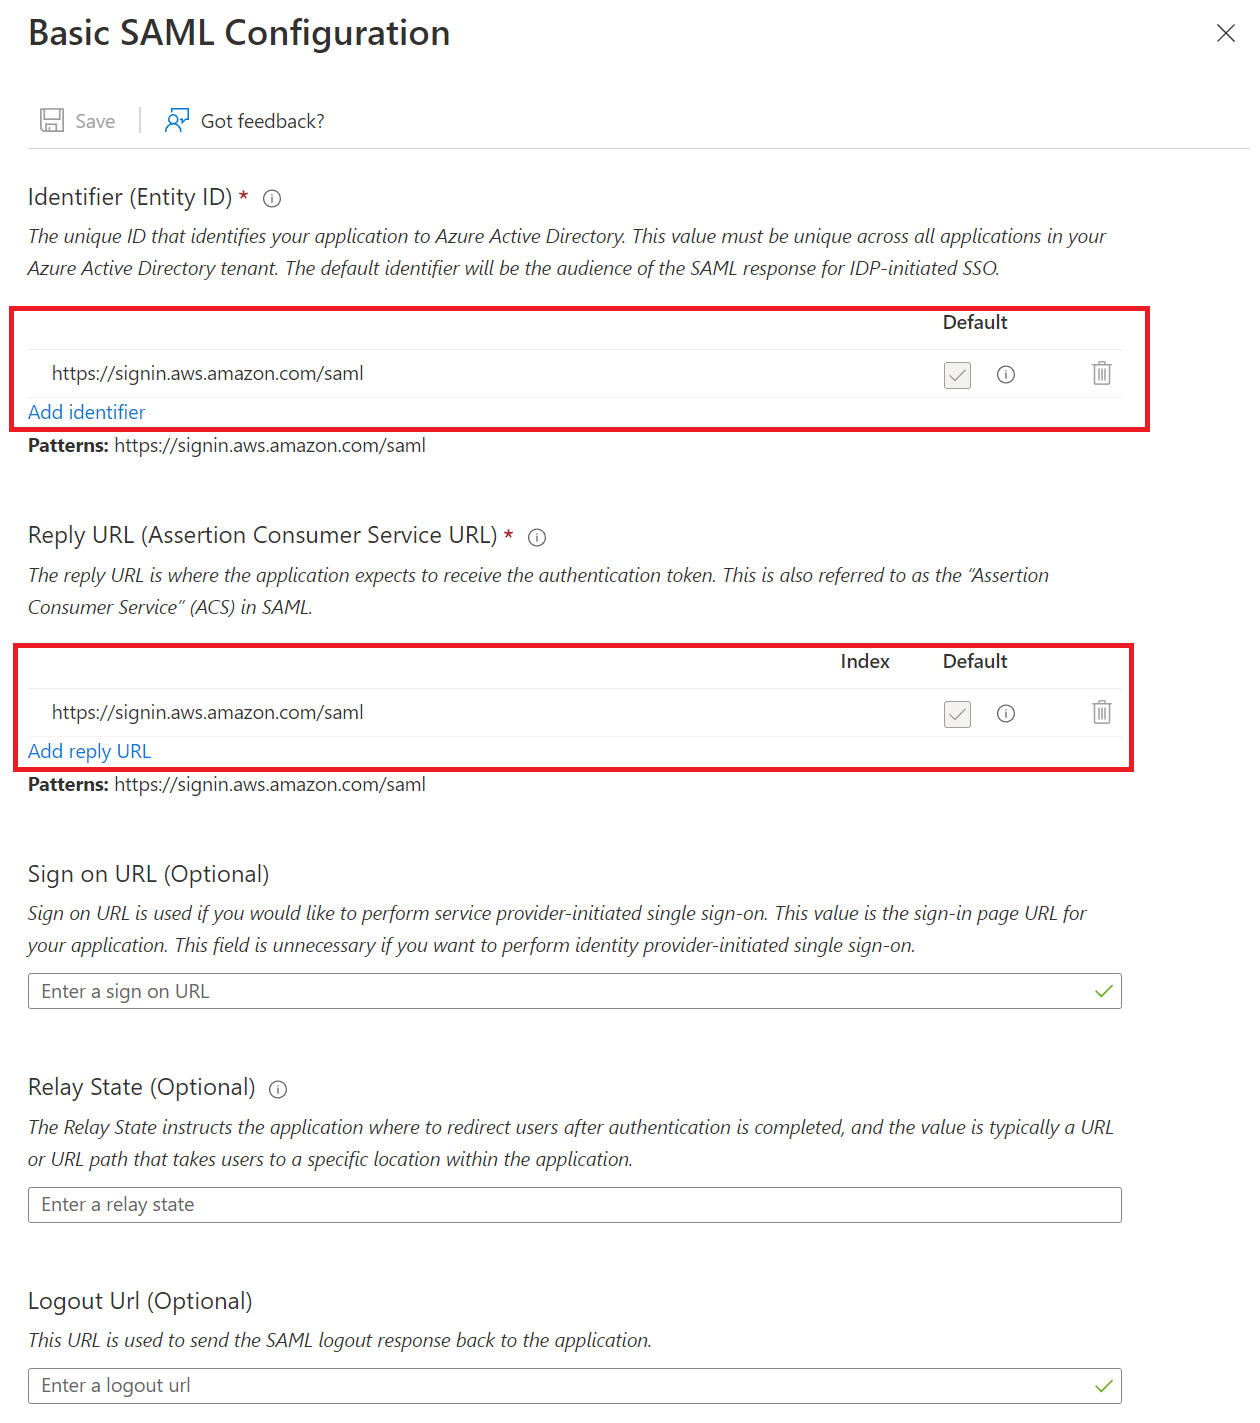 Basic SAML Configuration
Save
Got feedback?
Identifier (Entity ID) *
The unique ID that identifies your application to Azure Active Directory. This value must be unique across all applications in your
Azure Active Directory tenant. The default identifier will be the audience of the SAML response for IDP-initiated SSO.
Default
https://signin.aws.amazon.com/saml
Add identifier
Patterns: https://signin.aws.amazon.com/saml
Reply URL (Assertion Consumer Service URL) *
The reply URL is where the application expects to receive the authentication token. This is also referred to as the “Assertion
Consumer Service” (ACS) in SAML.
Index Default
https://signin.aws.amazon.com/saml
Add reply URL
Patterns: https://signin.aws.amazon.com/saml
Sign on URL (Optional)
Sign on URL is used if you would like to perform service provider-initiated single sign-on. This value is the sign-in page URL for
your application. This field is unnecessary if you want to perform identity provider-initiated single sign-on.
Enter a sign on URL
Relay State (Optional)
The Relay State instructs the application where to redirect users after authentication is completed, and the value is typically a URL
or URL path that takes users to a specific location within the application.
Enter a relay state
Logout Url (Optional)
This URL is used to send the SAML logout response back to the application.
Enter a logout url